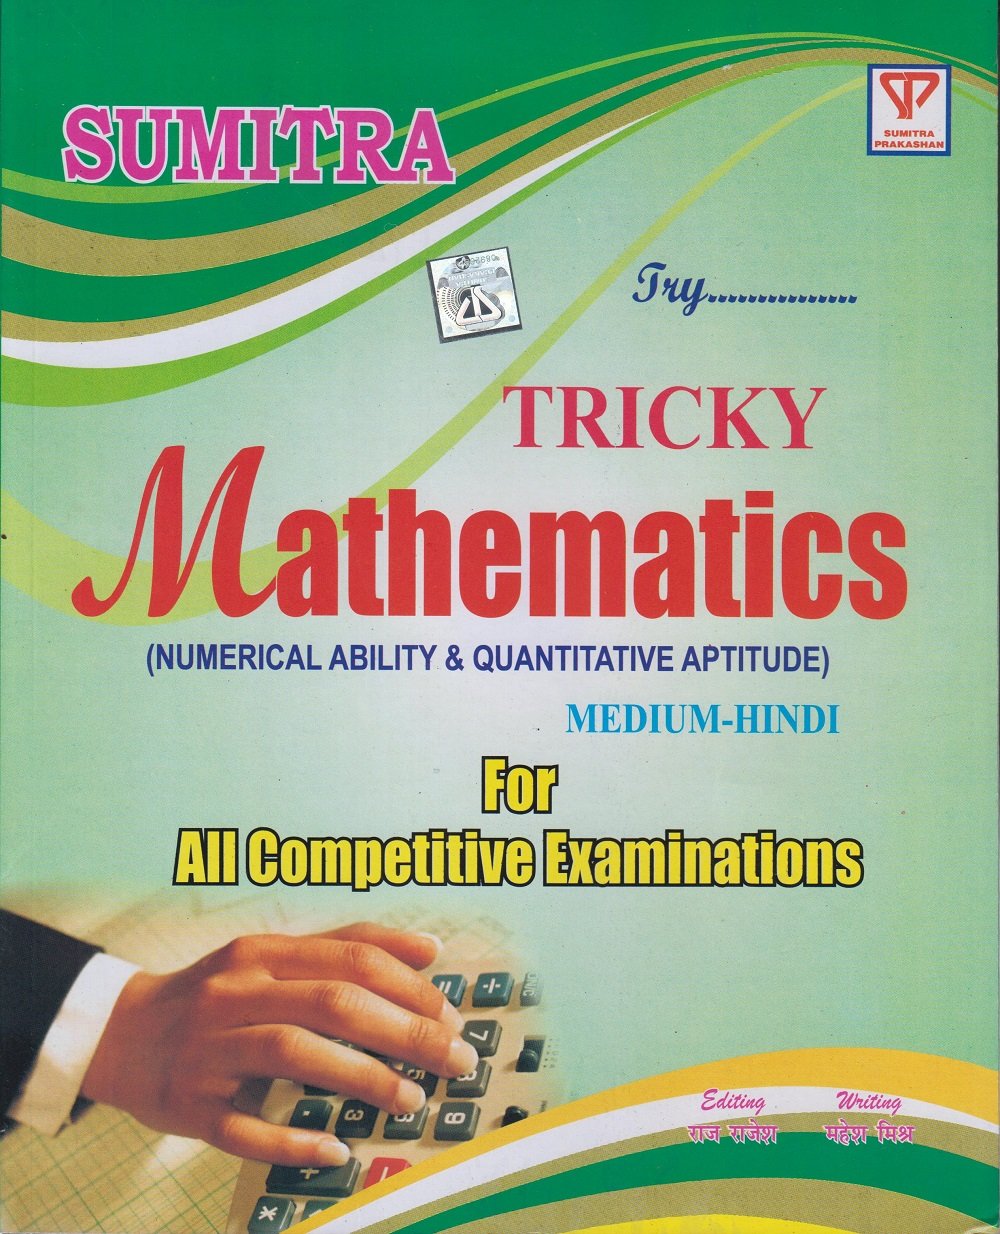 SUMITRA
SUMITRA
PRAKASHAN
Try...............
TRICKY
Mathematics
(NUMERICAL ABILITY & QUANTITATIVE APTITUDE)
MEDIUM-HINDI
For
All Competitive Examinations
Editing
राज राजेश
Writing
महेश मिश्र